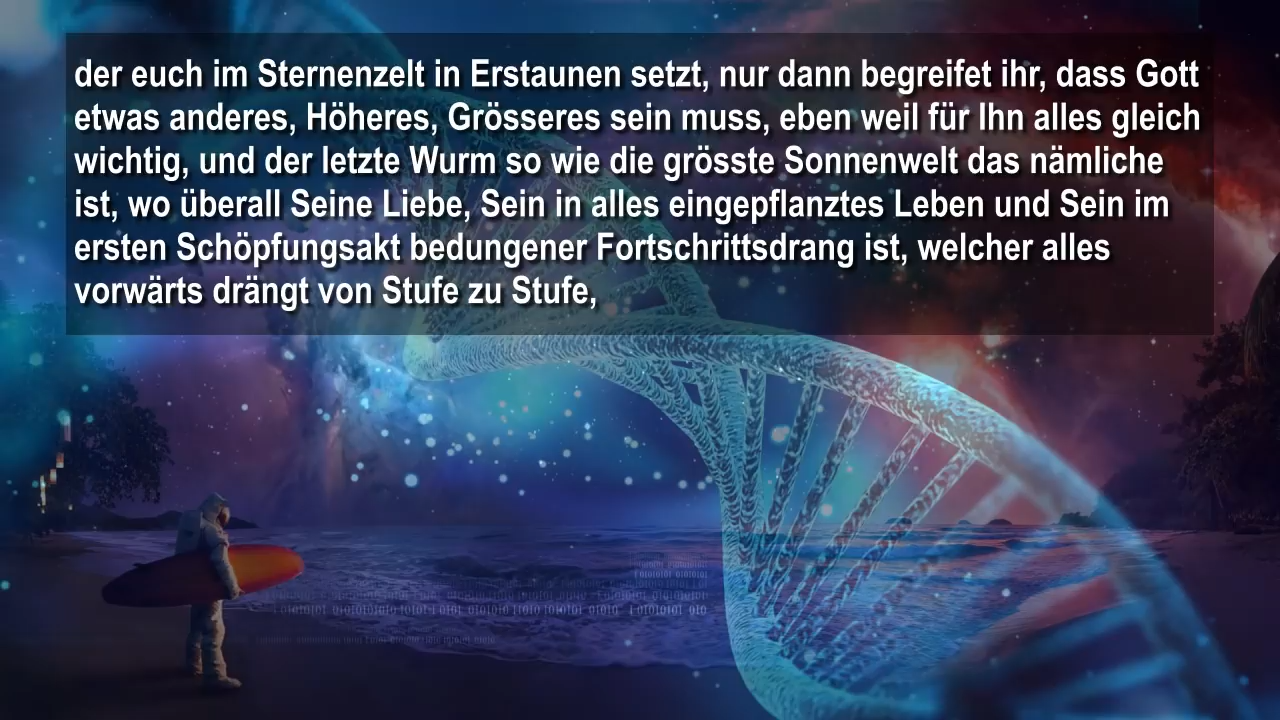 der euch im Sternenzelt in Erstaunen setzt, nur dann begreifet ihr, dass Gott
etwas anderes, Höheres, Grösseres sein muss, eben weil für Ihn alles gleich
wichtig, und der letzte Wurm so wie die grösste Sonnenwelt das nämliche
ist, wo überall Seine Liebe, Sein in alles eingepflanztes Leben und Sein im
ersten Schöpfungsakt bedungener Fortschrittsdrang ist, welcher alles
vorwärts drängt von Stufe zu Stufe,